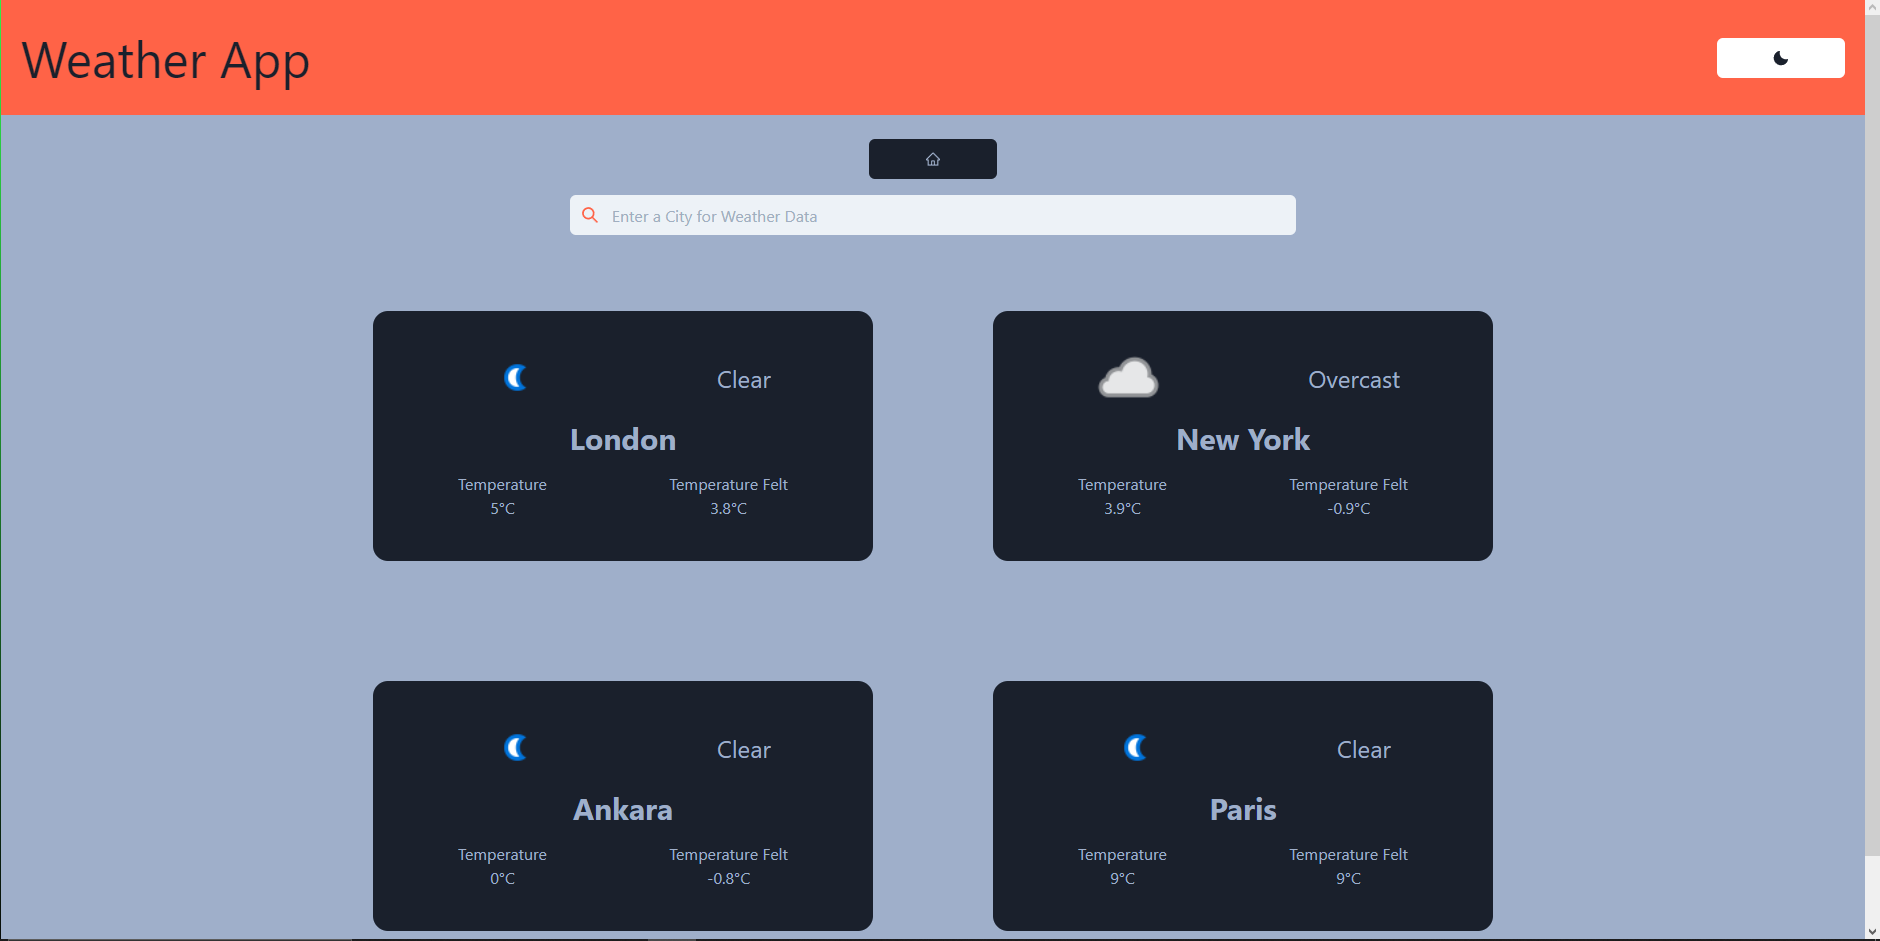 Weather App
Enter a City for Weather Data
Clear
London
Temperature Temperature Felt
5°C 3.8°C
Overcast
New York
Temperature Temperature Felt
3.9°C -0.9°C
Clear
Ankara
Temperature Temperature Felt
0°C -0.8°C
Clear
Paris
Temperature Temperature Felt
9°C 9°C